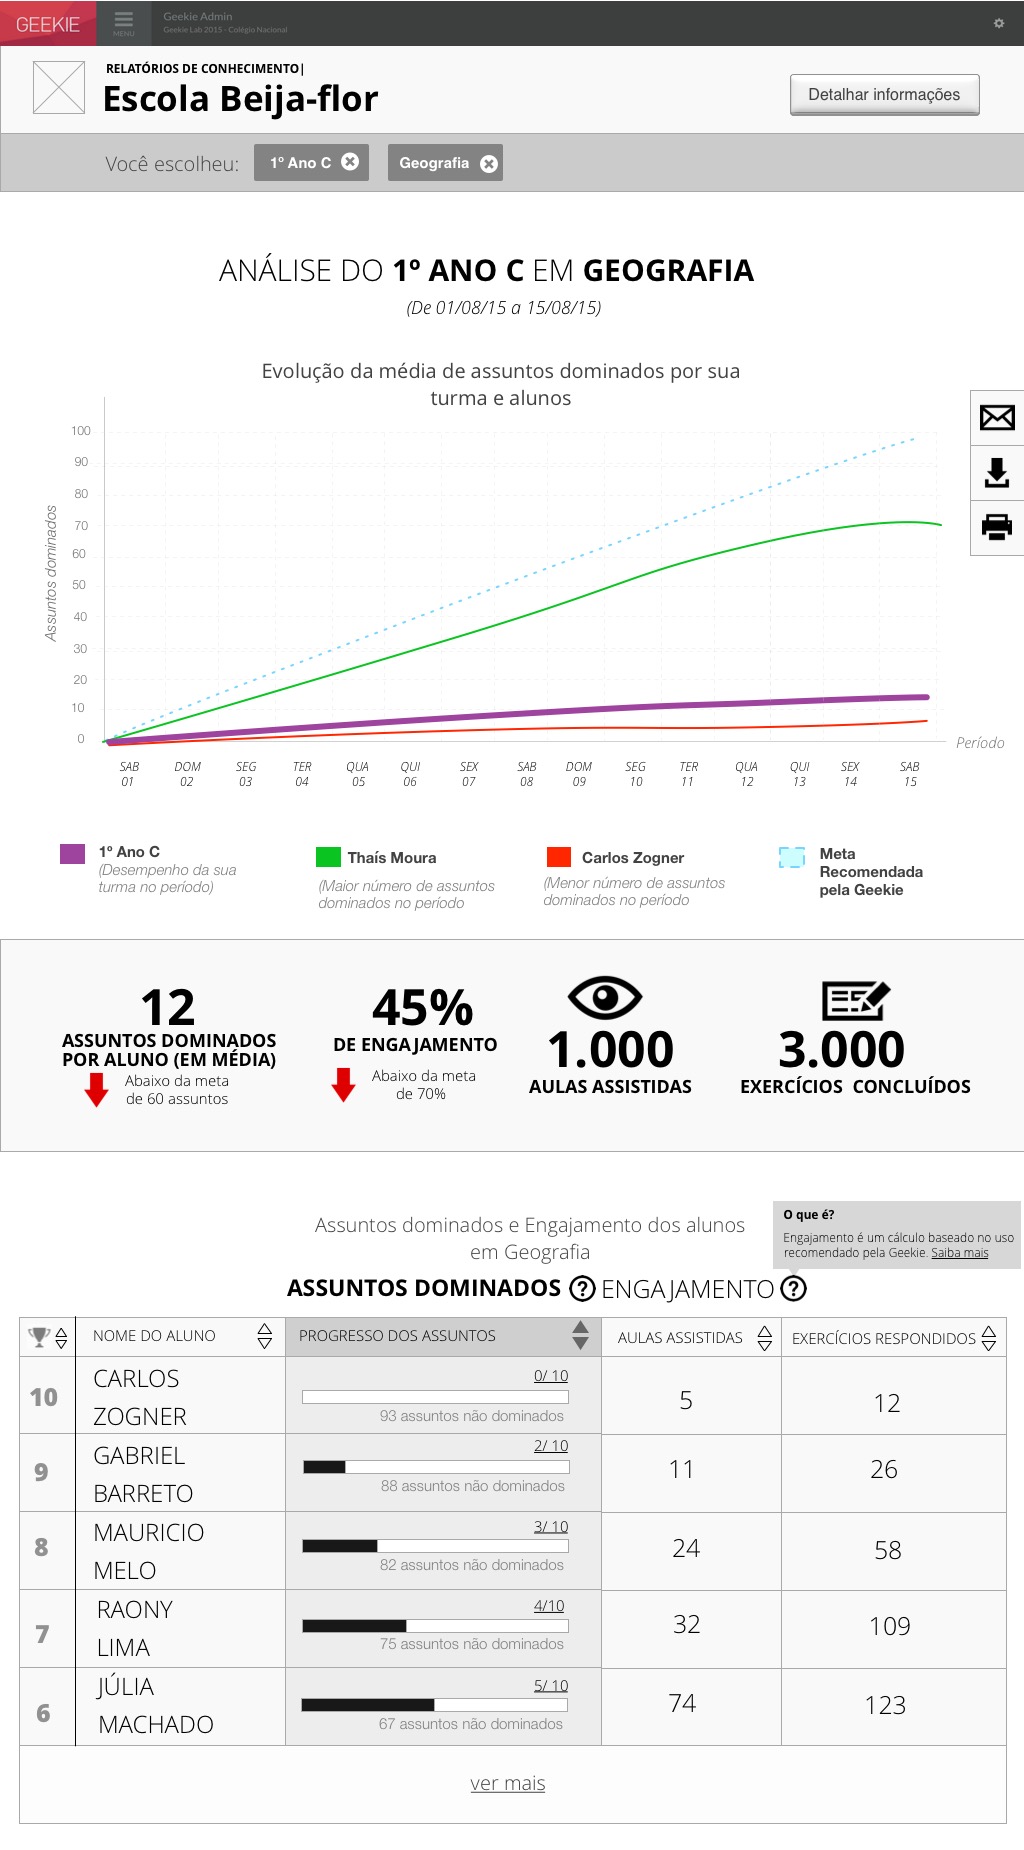 GEEKIE
MENU
Geekie Admin
Geekie Lab 2015 - Colégio Nacional
RELATÓRIOS DE CONHECIMENTO|
Escola Beija-flor
Detalhar informações
Você escolheu:
1º Ano C
Geografia
ANÁLISE DO 1º ANO C EM GEOGRAFIA
(De 01/08/15 a 15/08/15)
Evolução da média de assuntos dominados por sua
turma e alunos
Assuntos dominados
100
90
80
70
60
50
40
30
20
10
0
Período
SAB DOM SEG TER QUA QUI SEX SAB DOM SEG TER QUA QUI SEX SAB
01 02 03 04 05 06 07 08 09 10 11 12 13 14 15
1º Ano C
(Desempenho da sua
turma no período)
Thaís Moura
(Maior número de assuntos
dominados no período
Carlos Zogner
(Menor número de assuntos
dominados no período
Meta
Recomendada
pela Geekie
12
ASSUNTOS DOMINADOS
POR ALUNO (EM MÉDIA)
Abaixo da meta
de 60 assuntos
45%
DE ENGAJAMENTO
Abaixo da meta
de 70%
1.000
AULAS ASSISTIDAS
3.000
EXERCÍCIOS CONCLUÍDOS
Assuntos dominados e Engajamento dos alunos
em Geografia
O que é?
Engajamento é um cálculo baseado no uso
recomendado pela Geekie. Saiba mais
ASSUNTOS DOMINADOS ? ENGAJAMENTO ?
NOME DO ALUNO PROGRESSO DOS ASSUNTOS AULAS ASSISTIDAS EXERCÍCIOS RESPONDIDOS
10
CARLOS
ZOGNER
0/ 10
93 assuntos não dominados
5
12
9
GABRIEL
BARRETO
2/ 10
88 assuntos não dominados
11
26
8
MAURICIO
MELO
3/ 10
82 assuntos não dominados
24
58
7
RAONY
LIMA
4/10
75 assuntos não dominados
32
109
6
JÚLIA
MACHADO
5/ 10
67 assuntos não dominados
74
123
ver mais